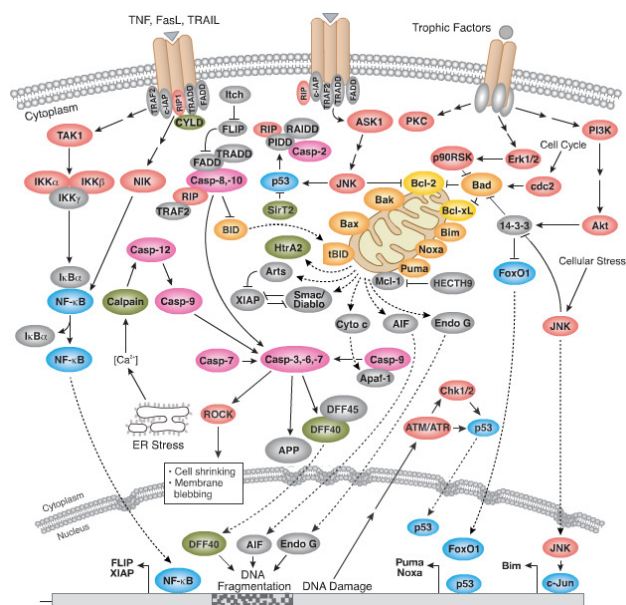 TNF, FasL, TRAIL
Trophic Factors
Cytoplasm
TRAF2
c-IAP
RIP1
TRADD
FADD
CYLD
Itch
FLIP
TRADD
FADD
Casp-8,-10
RIP
TRAF2
BID
TAK1
IKKα
IKKβ
IKKγ
NIK
IκBα
NF-κB
IκBα
NF-κB
RIP
c-IAP
TRAF2
TRADD
FADD
RIP
RAIDD
PIDD
Casp-2
p53
SirT2
ASK1
JNK
PKC
Erk1/2
p90RSK
Cell Cycle
cdc2
PI3K
Akt
Bcl-2
Bad
Bcl-xL
Bak
Bax
Bim
Noxa
Puma
tBID
Mcl-1
HECTH9
14-3-3
FoxO1
Cellular Stress
JNK
HtrA2
Arts
XIAP
Smac/
Diablo
Cyto c
AIF
Endo G
Casp-12
Calpain
Casp-9
[Ca²⁺]
ER Stress
Casp-7
Casp-3,-6,-7
Casp-9
Apaf-1
ROCK
• Cell shrinking
• Membrane
blebbing
APP
DFF45
DFF40
Chk1/2
ATM/ATR
p53
Cytoplasm
Nucleus
DFF40
AIF
Endo G
DNA
Fragmentation
DNA Damage
p53
FoxO1
JNK
FLIP
XIAP
NF-κB
Puma
Noxa
p53
Bim
c-Jun